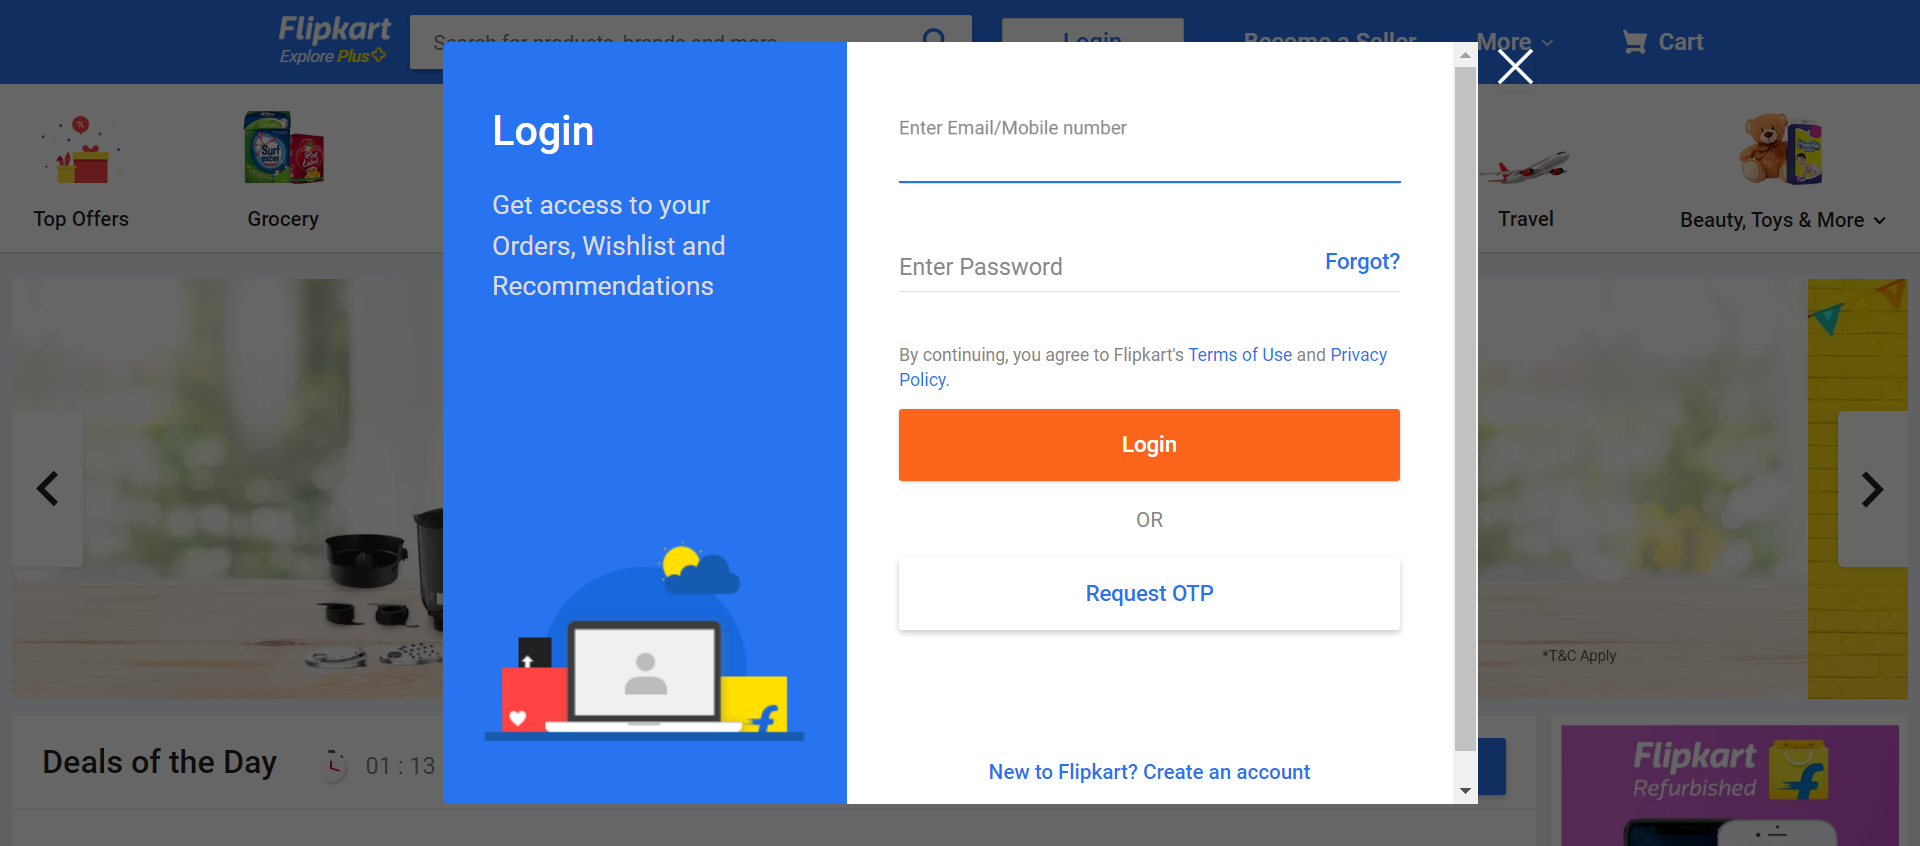 Flipkart
Explore Plus
Search for products, brands and more
Login
Become a Seller
More
Cart
Top Offers
Grocery
Travel
Beauty, Toys & More
Login
Get access to your
Orders, Wishlist and
Recommendations
Enter Email/Mobile number
Enter Password
Forgot?
By continuing, you agree to Flipkart's Terms of Use and Privacy
Policy.
Login
OR
Request OTP
New to Flipkart? Create an account
*T&C Apply
Deals of the Day
01 : 13
Flipkart
Refurbished
Surf
excel